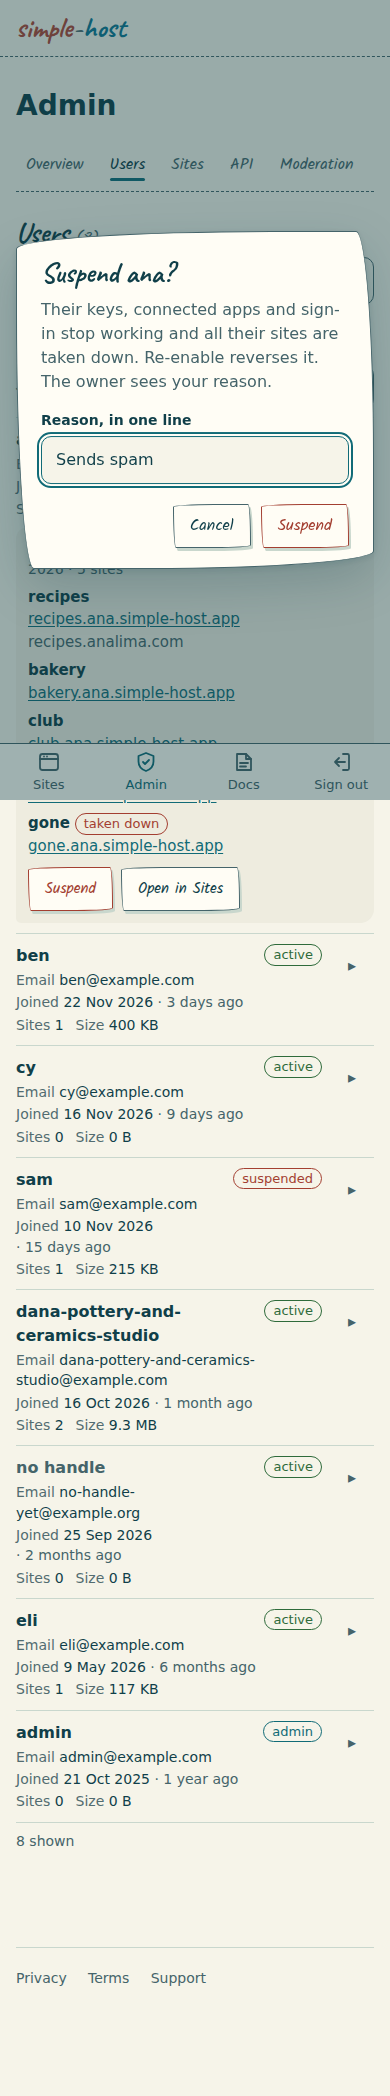 simple-host
Admin
Overview Users Sites API Moderation
Users
Suspend ana?
Their keys, connected apps and sign-
in stop working and all their sites are
taken down. Re-enable reverses it.
The owner sees your reason.
Reason, in one line
Sends spam
Cancel Suspend
2026 · 5 sites
recipes
recipes.ana.simple-host.app
recipes.analima.com
bakery
bakery.ana.simple-host.app
club
club.ana.simple-host.app
Sites Admin Docs Sign out
gone taken down
gone.ana.simple-host.app
Suspend Open in Sites
ben active ▸
Email ben@example.com
Joined 22 Nov 2026 · 3 days ago
Sites 1 Size 400 KB
cy active ▸
Email cy@example.com
Joined 16 Nov 2026 · 9 days ago
Sites 0 Size 0 B
sam suspended ▸
Email sam@example.com
Joined 10 Nov 2026
· 15 days ago
Sites 1 Size 215 KB
dana-pottery-and- active ▸
ceramics-studio
Email dana-pottery-and-ceramics-
studio@example.com
Joined 16 Oct 2026 · 1 month ago
Sites 2 Size 9.3 MB
no handle active ▸
Email no-handle-
yet@example.org
Joined 25 Sep 2026
· 2 months ago
Sites 0 Size 0 B
eli active ▸
Email eli@example.com
Joined 9 May 2026 · 6 months ago
Sites 1 Size 117 KB
admin admin ▸
Email admin@example.com
Joined 21 Oct 2025 · 1 year ago
Sites 0 Size 0 B
8 shown
Privacy Terms Support